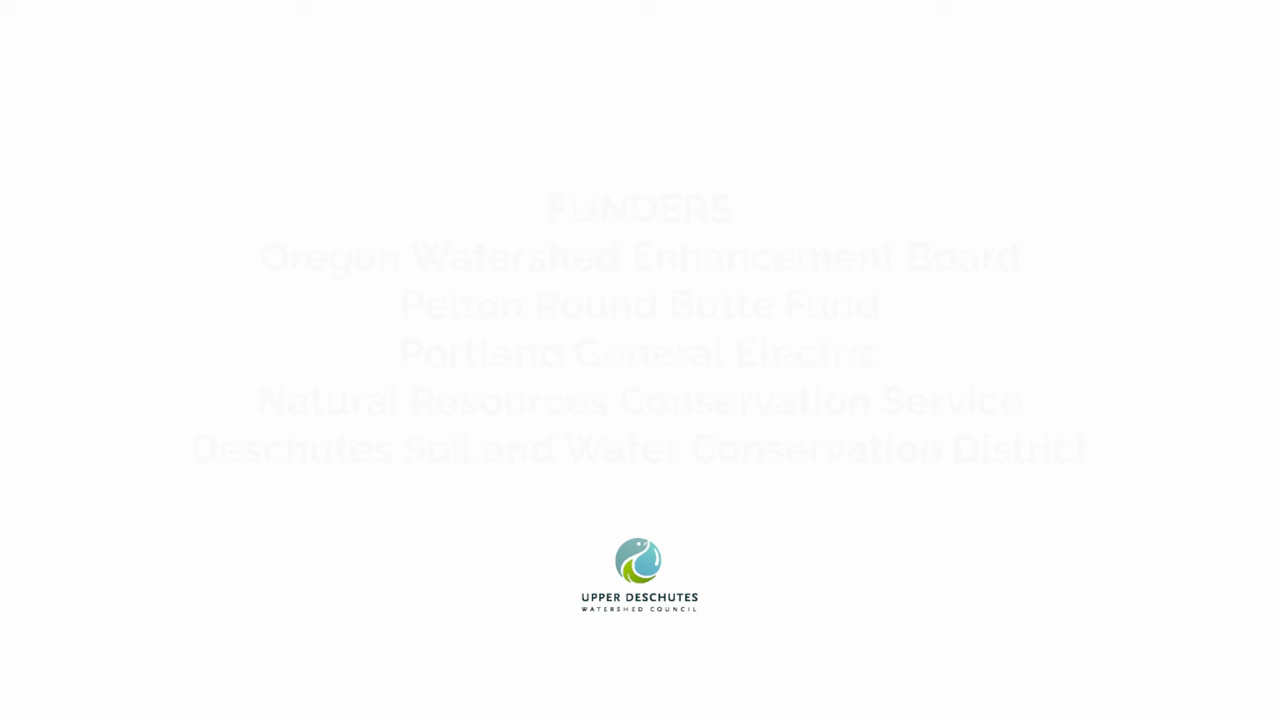 FUNDERS
Oregon Watershed Enhancement Board
Pelton Round Butte Fund
Portland General Electric
Natural Resources Conservation Service
Deschutes Soil and Water Conservation District
UPPER DESCHUTES
WATERSHED COUNCIL